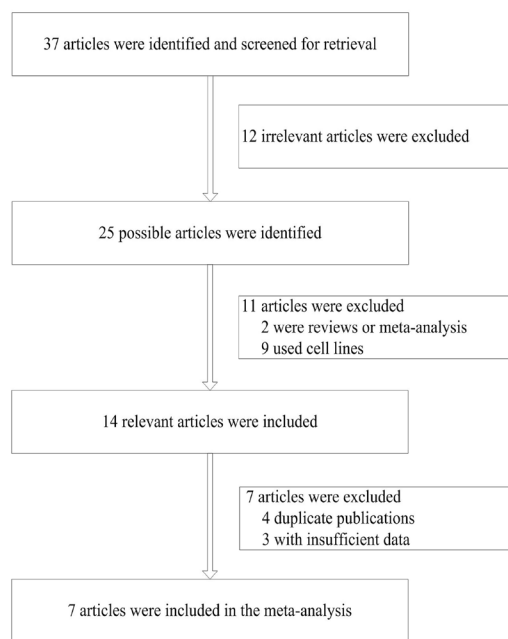 37 articles were identified and screened for retrieval
12 irrelevant articles were excluded
25 possible articles were identified
11 articles were excluded
2 were reviews or meta-analysis
9 used cell lines
14 relevant articles were included
7 articles were excluded
4 duplicate publications
3 with insufficient data
7 articles were included in the meta-analysis